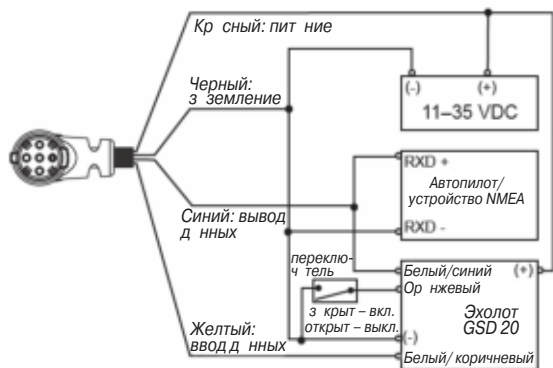 Кр сный: пит ние
Черный:
з земление
Синий: вывод
д нных
Желтый:
ввод д нных
(-)
(+)
11–35 VDC
RXD +
Автопилот/
устройство NMEA
RXD -
переклю-
ч тель
з крыт – вкл.
открыт – выкл.
Белый/синий
(+)
Ор нжевый
Эхолот
GSD 20
(-)
Белый/ коричневый